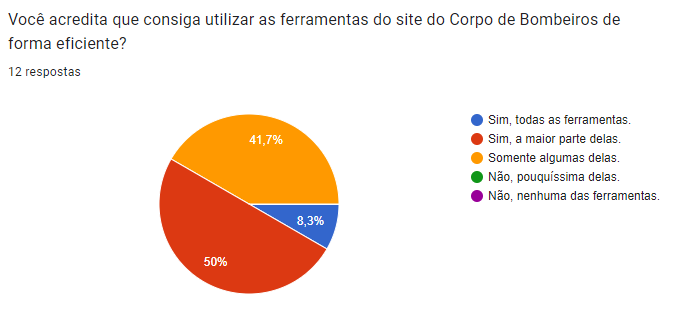 Você acredita que consiga utilizar as ferramentas do site do Corpo de Bombeiros de
forma eficiente?
12 respostas
41,7%
8,3%
50%
Sim, todas as ferramentas.
Sim, a maior parte delas.
Somente algumas delas.
Não, pouquíssima delas.
Não, nenhuma das ferramentas.